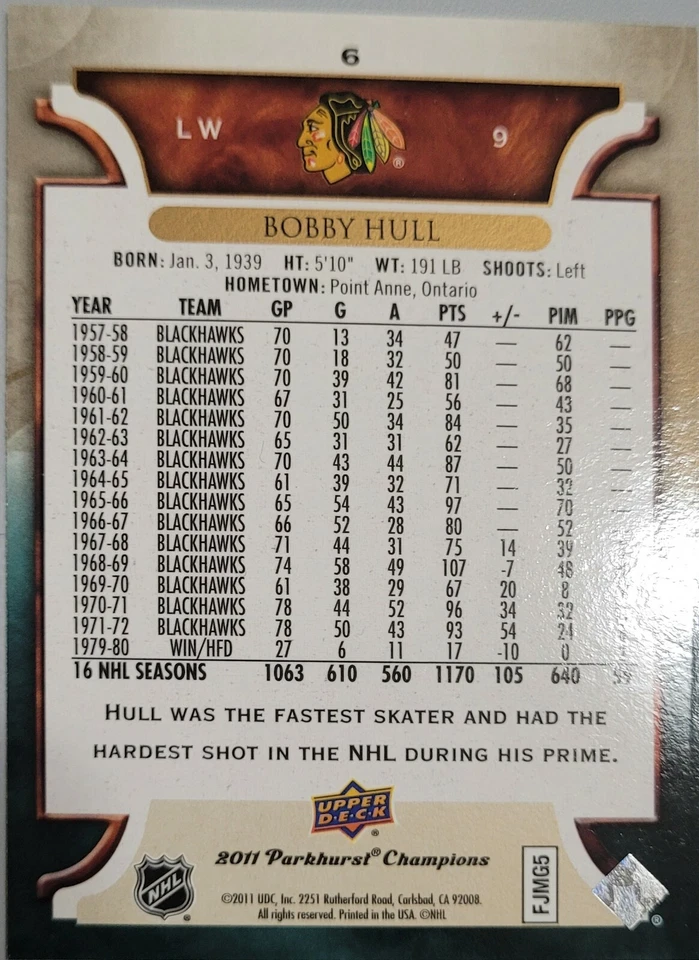 6
LW 9
®
BOBBY HULL
BORN: Jan. 3, 1939 HT: 5'10" WT: 191 LB SHOOTS: Left
HOMETOWN: Point Anne, Ontario
YEAR TEAM GP G A PTS +/- PIM PPG
1957-58 BLACKHAWKS 70 13 34 47 — 62 —
1958-59 BLACKHAWKS 70 18 32 50 — 50 —
1959-60 BLACKHAWKS 70 39 42 81 — 68 —
1960-61 BLACKHAWKS 67 31 25 56 — 43 —
1961-62 BLACKHAWKS 70 50 34 84 — 35 —
1962-63 BLACKHAWKS 65 31 31 62 — 27 —
1963-64 BLACKHAWKS 70 43 44 87 — 50 —
1964-65 BLACKHAWKS 61 39 32 71 — 32 —
1965-66 BLACKHAWKS 65 54 43 97 — 70 —
1966-67 BLACKHAWKS 66 52 28 80 — 52 —
1967-68 BLACKHAWKS 71 44 31 75 14 39
1968-69 BLACKHAWKS 74 58 49 107 -7 48
1969-70 BLACKHAWKS 61 38 29 67 20 8
1970-71 BLACKHAWKS 78 44 52 96 34 32
1971-72 BLACKHAWKS 78 50 43 93 54 24
1979-80 WIN/HFD 27 6 11 17 -10 0
16 NHL SEASONS 1063 610 560 1170 105 640
HULL WAS THE FASTEST SKATER AND HAD THE
HARDEST SHOT IN THE NHL DURING HIS PRIME.
UPPER
D·E·C·K
®
2011 Parkhurst® Champions
NHL ®
©2011 UDC, Inc. 2251 Rutherford Road, Carlsbad, CA 92008.
All rights reserved. Printed in the USA. ©NHL
FJMG5
®